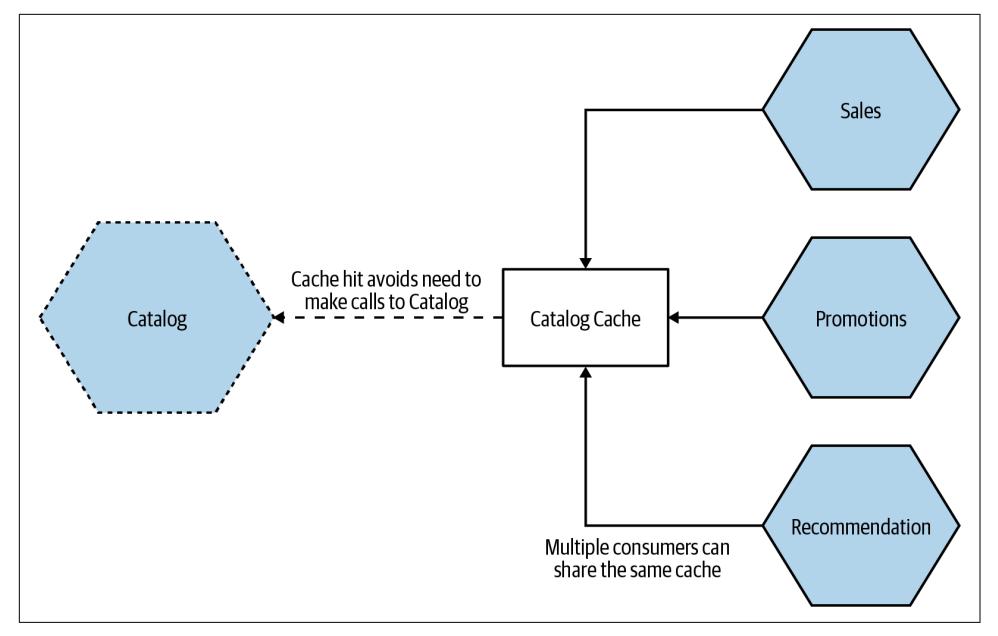 Sales
Catalog
Cache hit avoids need to
make calls to Catalog
Catalog Cache
Promotions
Recommendation
Multiple consumers can
share the same cache